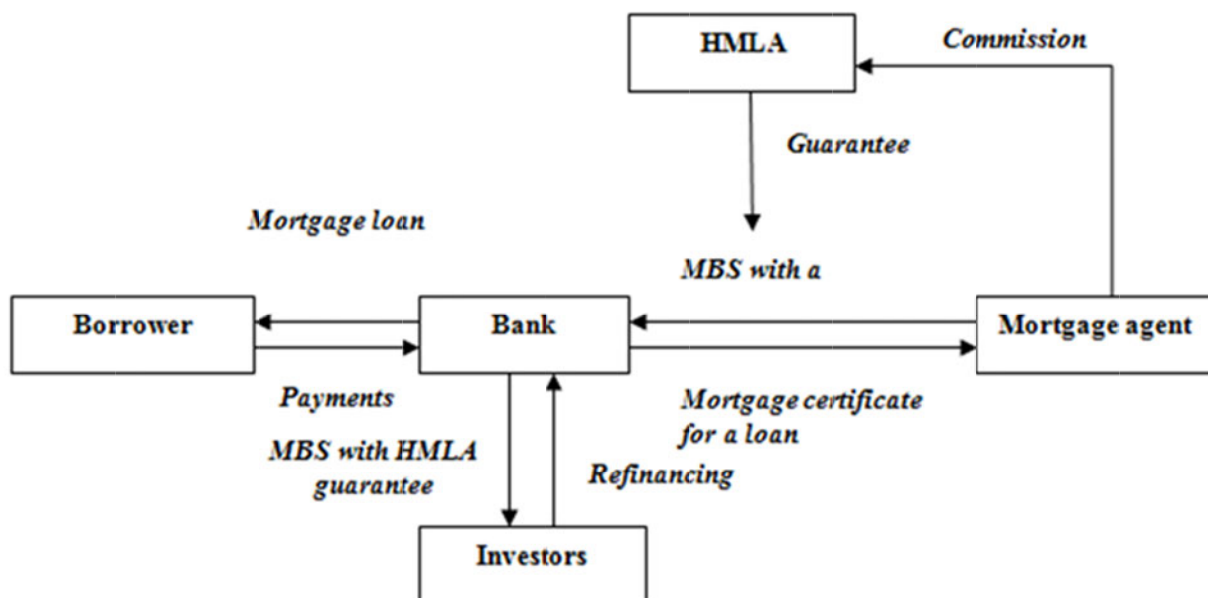 HMLA
Commission
Guarantee
Mortgage loan
MBS with a
Borrower
Bank
Mortgage agent
Payments
Mortgage certificate
for a loan
MBS with HMLA
guarantee
Refinancing
Investors